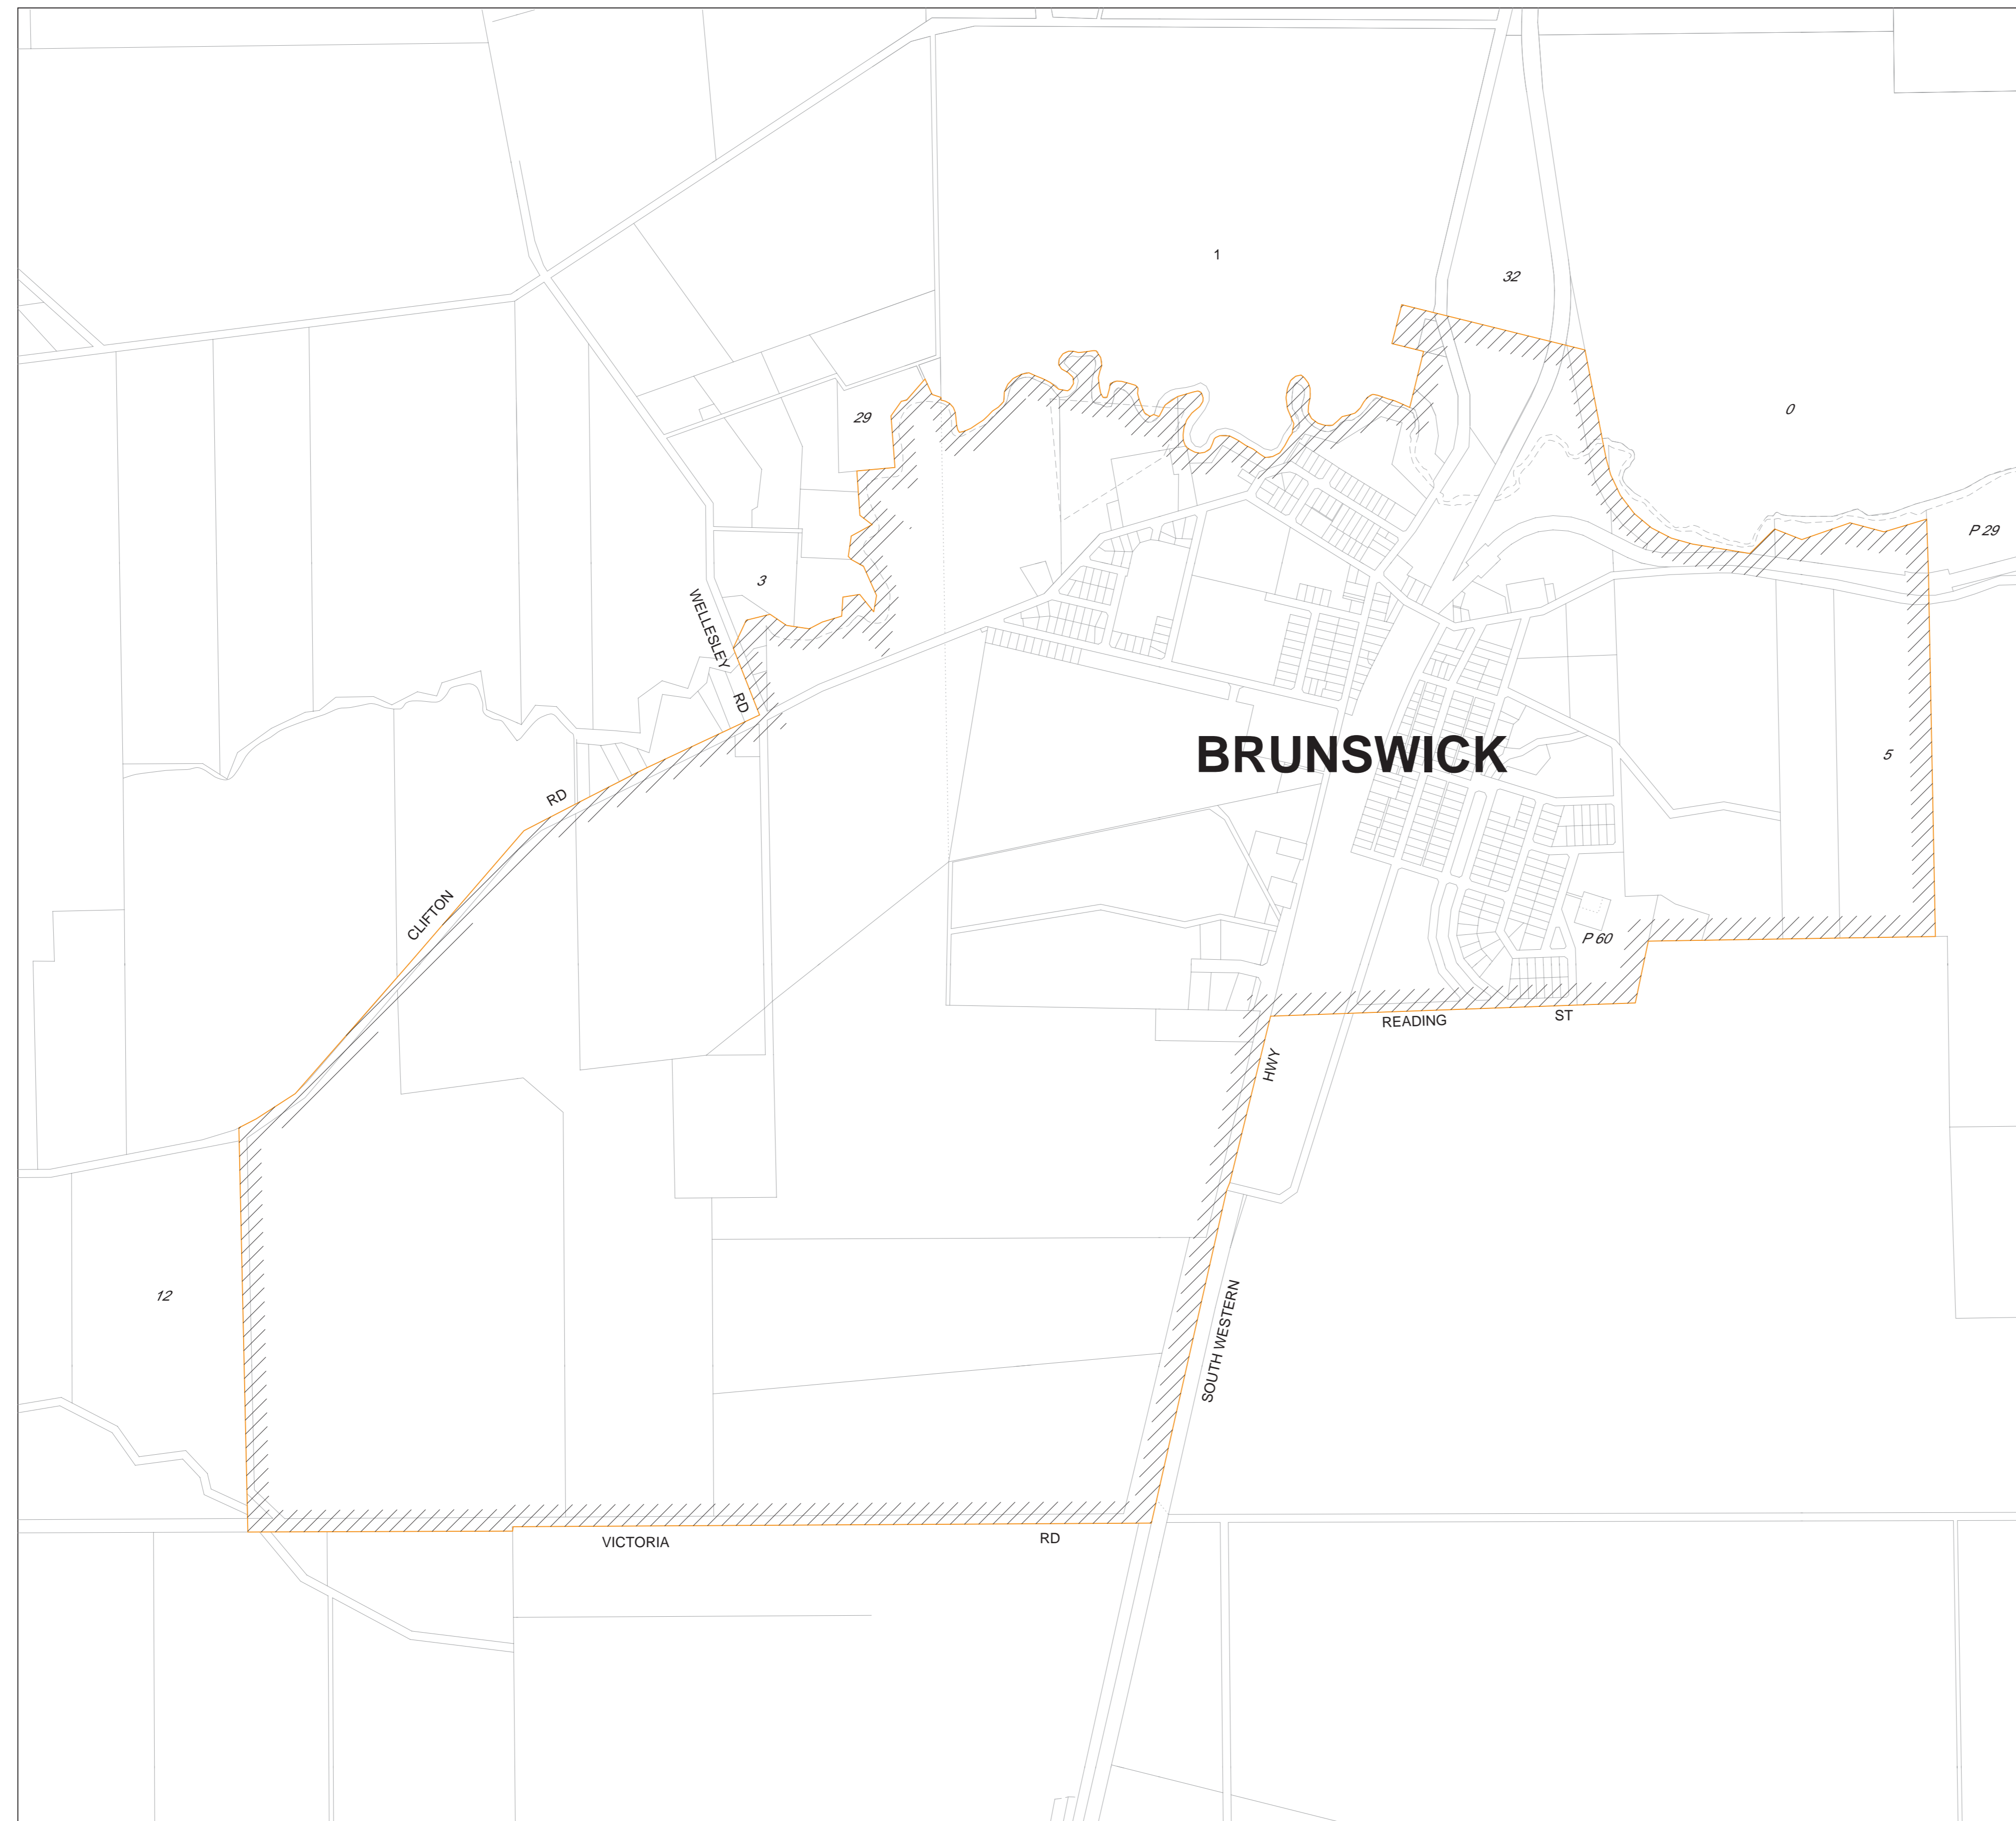 1
32
0
29
P 29
3
WELLESLEY
RD
BRUNSWICK
5
RD
CLIFTON
P 60
READING
ST
HWY
12
SOUTH WESTERN
VICTORIA
RD